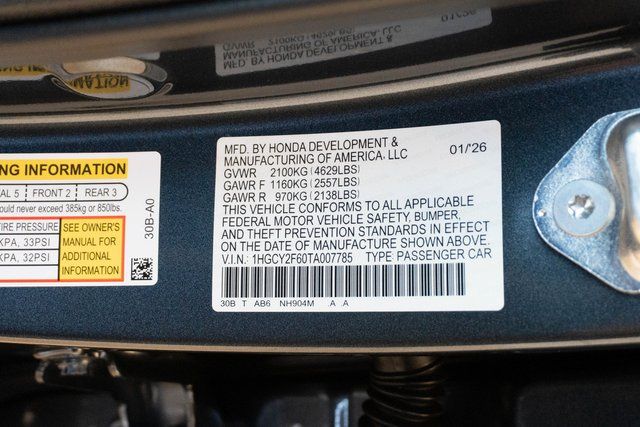 NG INFORMATION
AL 5 FRONT 2 REAR 3
ould never exceed 385kg or 850lbs.
IRE PRESSURE
KPA, 33PSI
KPA, 32PSI
SEE OWNER'S
MANUAL FOR
ADDITIONAL
INFORMATION
30B-A0
MFD. BY HONDA DEVELOPMENT &
MANUFACTURING OF AMERICA, LLC 01/'26
GVWR 2100KG (4629LBS)
GAWR F 1160KG (2557LBS)
GAWR R 970KG (2138LBS)
THIS VEHICLE CONFORMS TO ALL APPLICABLE
FEDERAL MOTOR VEHICLE SAFETY, BUMPER,
AND THEFT PREVENTION STANDARDS IN EFFECT
ON THE DATE OF MANUFACTURE SHOWN ABOVE.
V.I.N.: 1HGCY2F60TA007785 TYPE: PASSENGER CAR
30B T AB6 NH904M A A